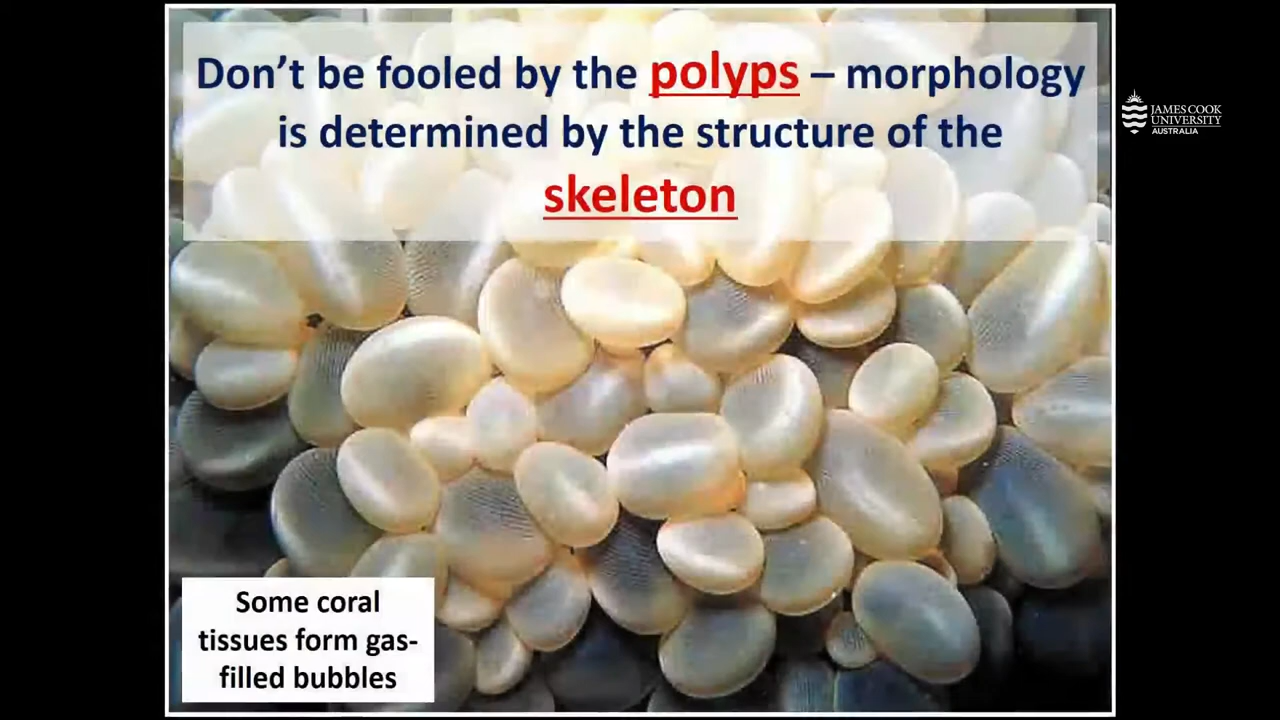 Don't be fooled by the polyps – morphology
is determined by the structure of the
skeleton
JAMES COOK
UNIVERSITY
AUSTRALIA
Some coral
tissues form gas-
filled bubbles